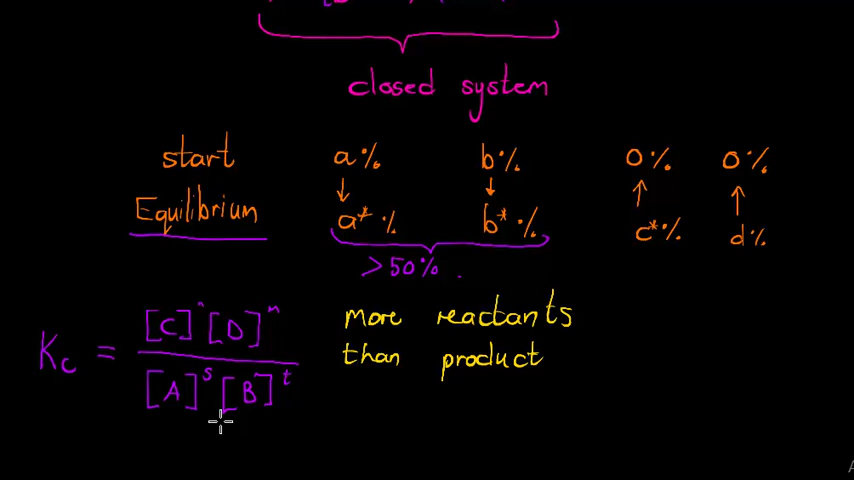 closed system
start a% b% 0% 0%
Equilibrium a*% b*% c*% d%
>50%.
Kc = [C]ⁿ[D]ᵐ / [A]ˢ[B]ᵗ
more reactants
than product